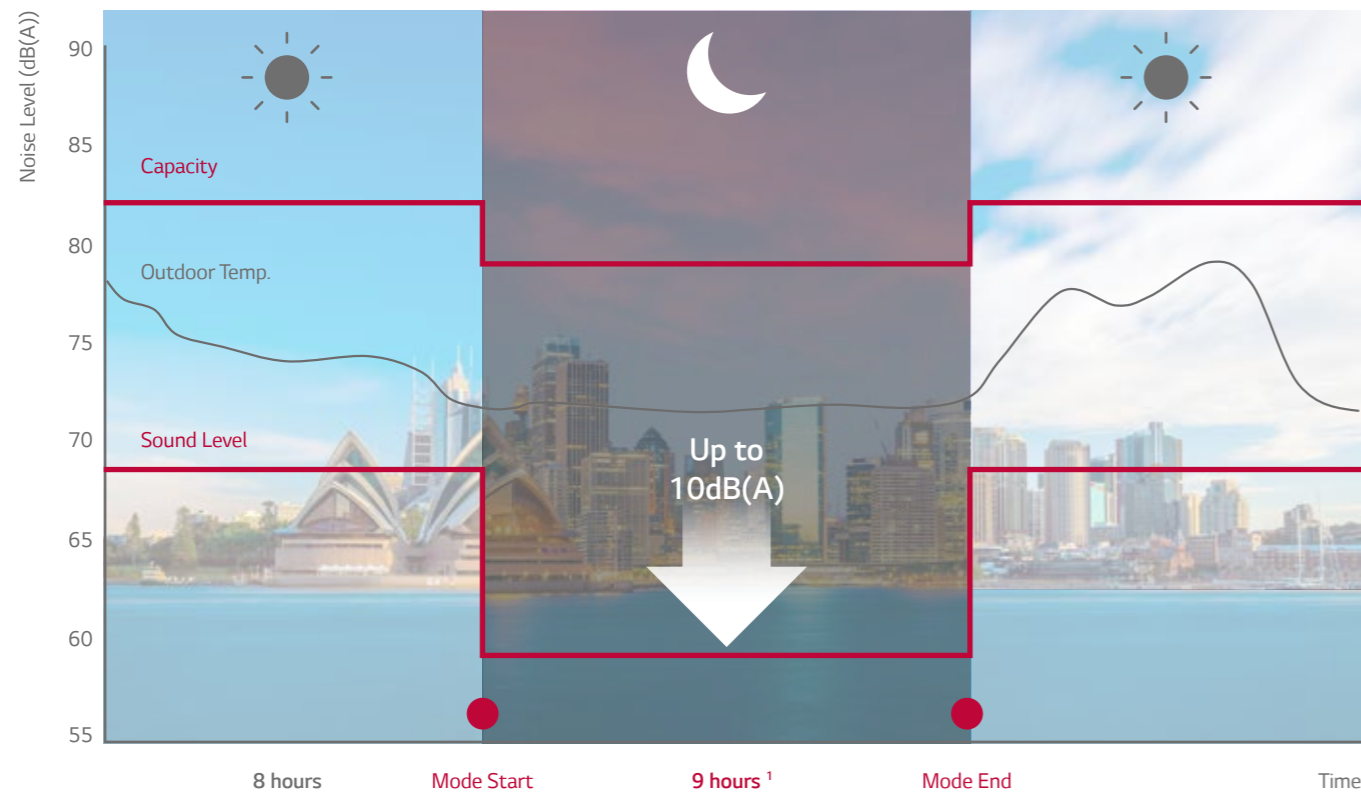 Noise Level (dB(A))
90
85
80
75
70
65
60
55
Capacity
Outdoor Temp.
Sound Level
Up to
10dB(A)
8 hours
Mode Start
9 hours ¹
Mode End
Time